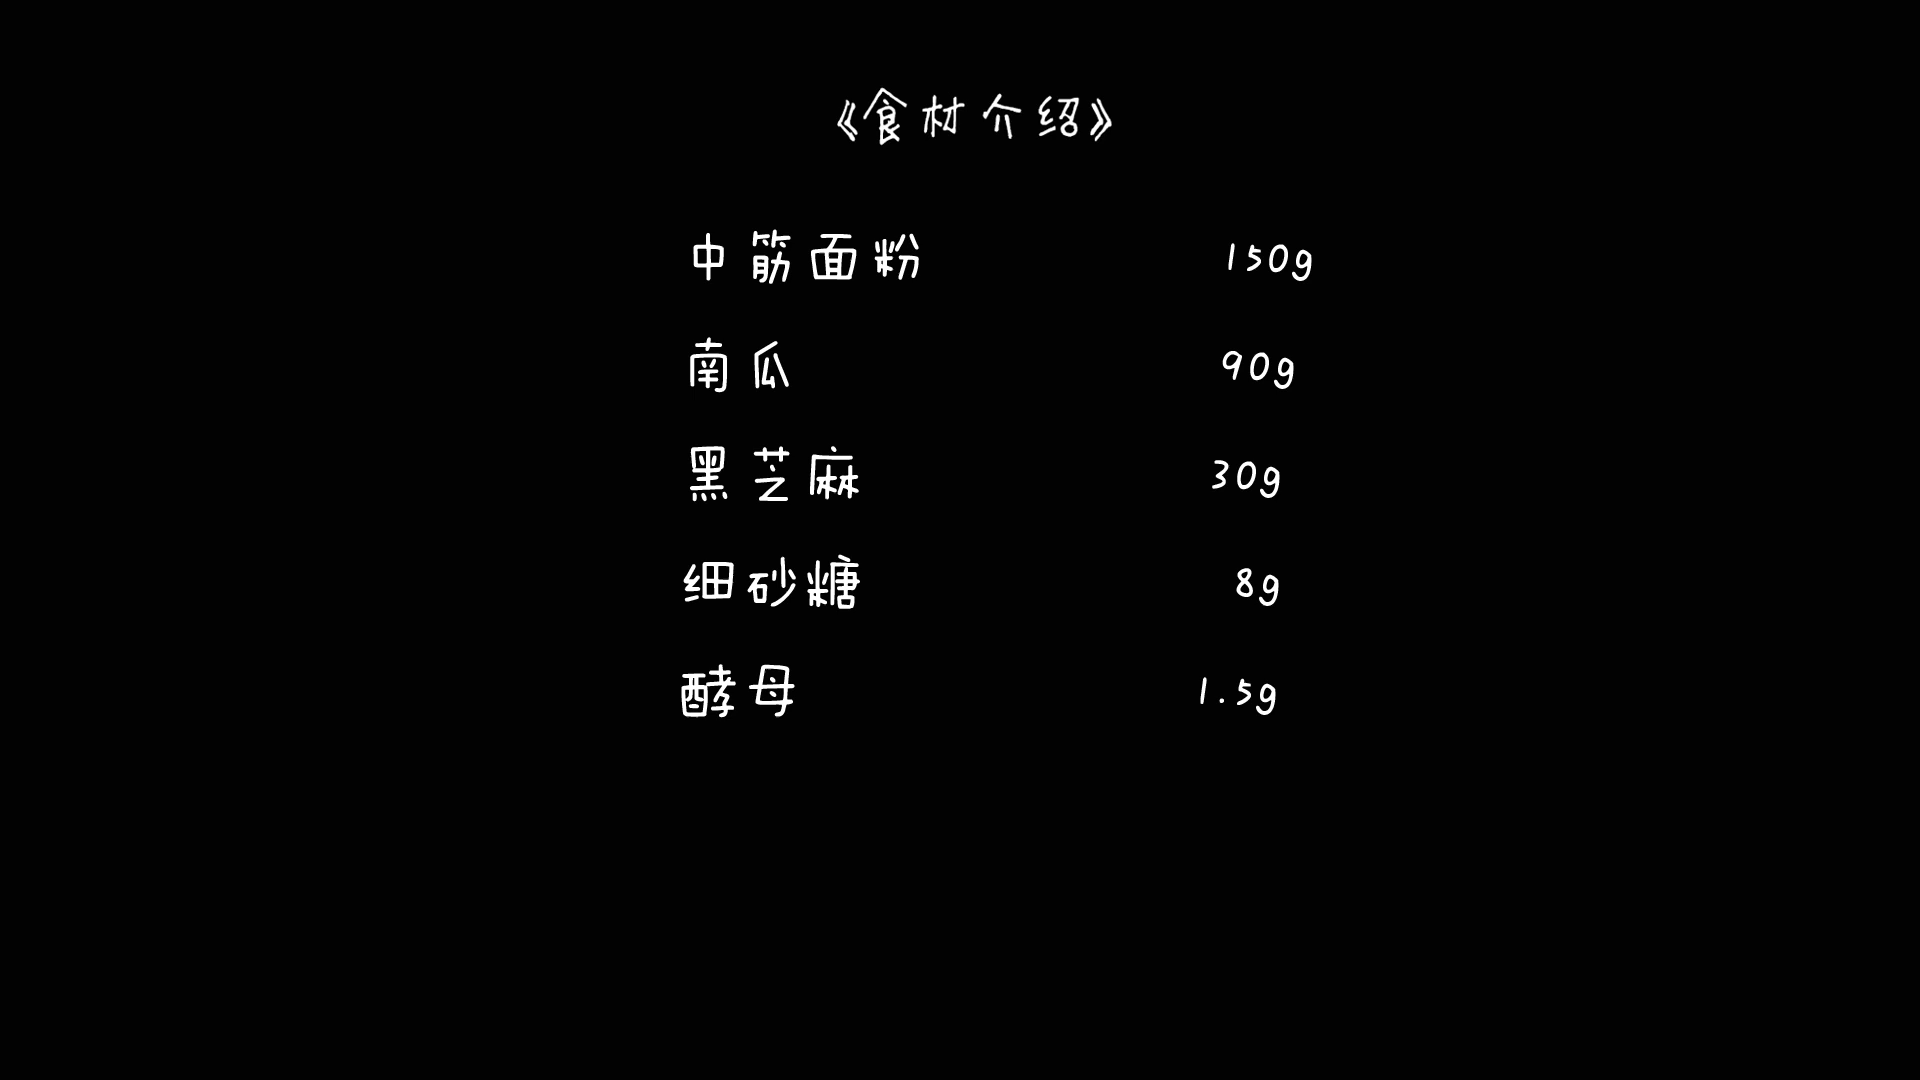 《食材介绍》
中筋面粉 150g
南瓜 90g
黑芝麻 30g
细砂糖 8g
酵母 1.5g